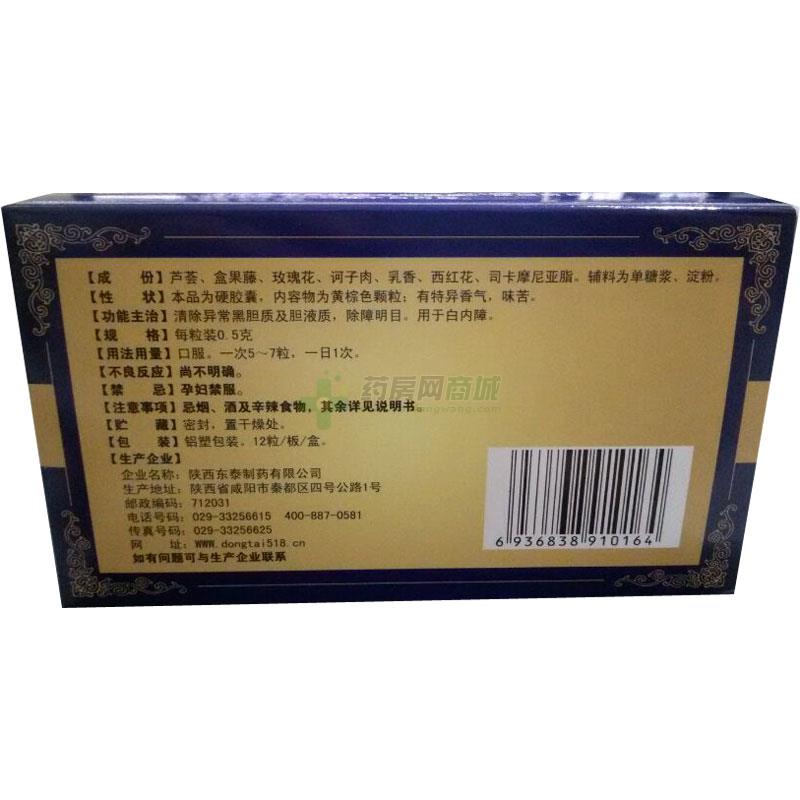 【成　份】芦荟、盒果藤、玫瑰花、诃子肉、乳香、西红花、司卡摩尼亚脂。辅料为单糖浆、淀粉。
【性　状】本品为硬胶囊，内容物为黄棕色颗粒；有特异香气，味苦。
【功能主治】清除异常黑胆质及胆液质，除障明目。用于白内障。
【规　格】每粒装0.5克
【用法用量】口服。一次5～7粒，一日1次。
【不良反应】尚不明确。
【禁　忌】孕妇禁服。
【注意事项】忌烟、酒及辛辣食物，其余详见说明书。
【贮　藏】密封，置干燥处。
【包　装】铝塑包装。12粒/板/盒。
【生产企业】
企业名称：陕西东泰制药有限公司
生产地址：陕西省咸阳市秦都区四号公路1号
邮政编码：712031
电话号码：029-33256615　400-887-0581
传真号码：029-33256625
网　址：WWW.dongtai518.cn
如有问题可与生产企业联系
6 936838 910164
药房网商城